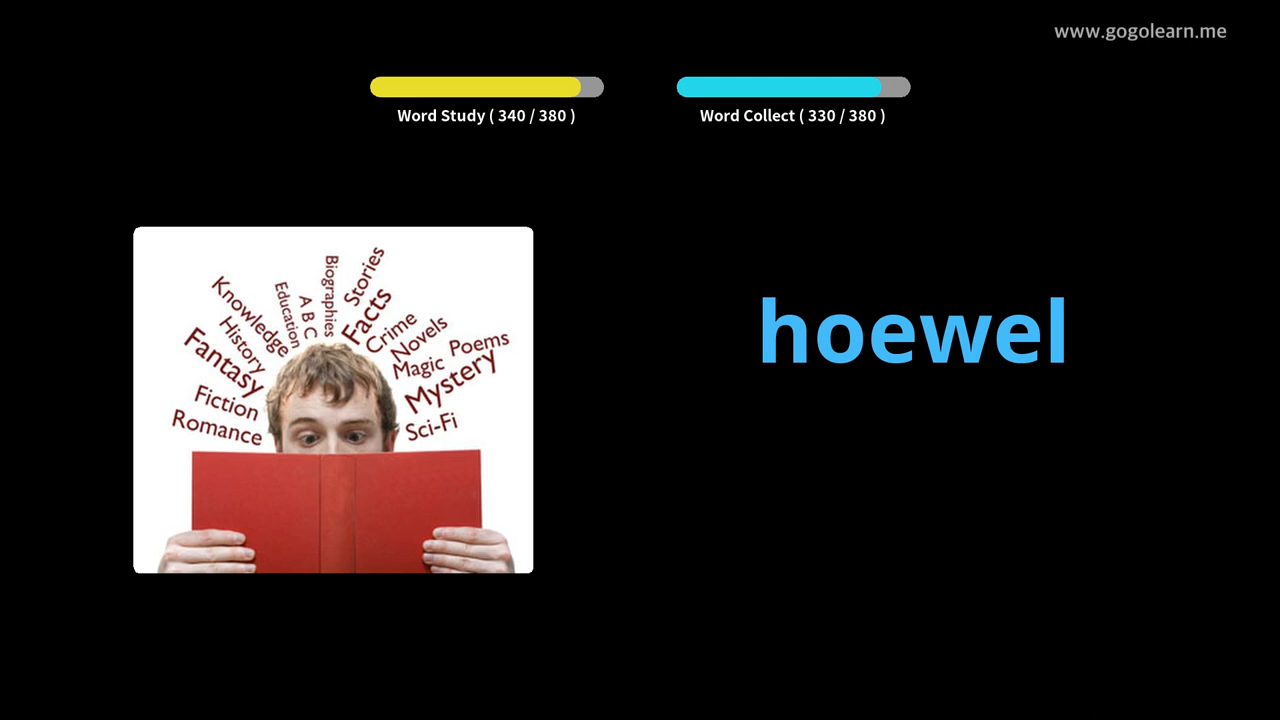 www.gogolearn.me
Word Study ( 340 / 380 )
Word Collect ( 330 / 380 )
hoewel
Biographies
Stories
Education
A B C
Facts
Knowledge
History
Crime
Novels
Fantasy
Magic
Poems
Mystery
Fiction
Sci-Fi
Romance